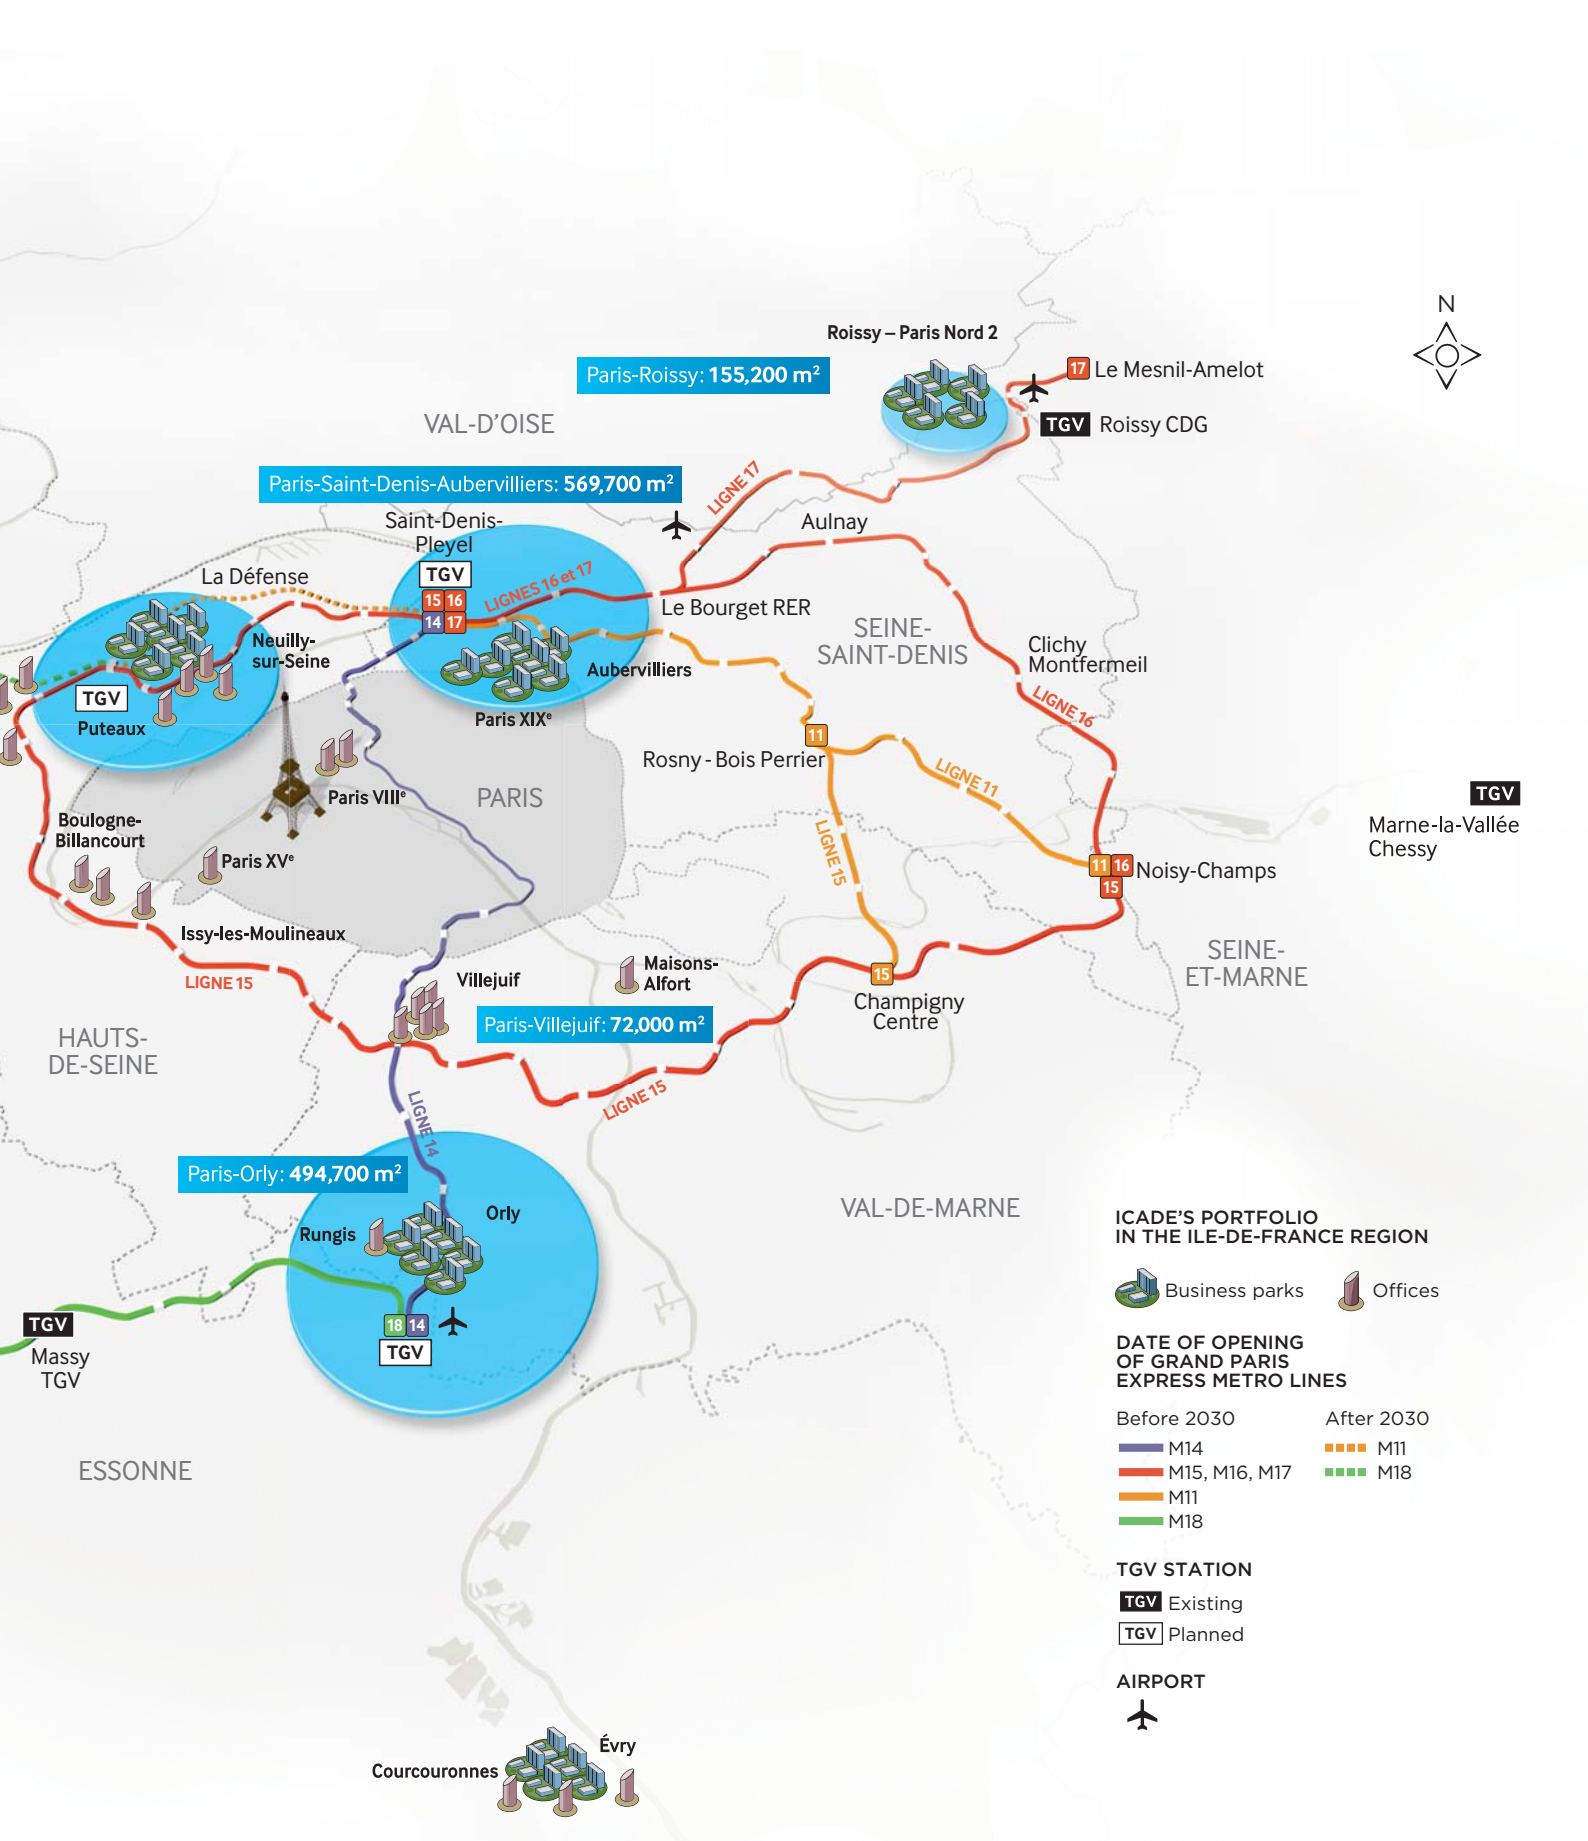 N
Roissy – Paris Nord 2
17 Le Mesnil-Amelot
Paris-Roissy: 155,200 m²
TGV Roissy CDG
VAL-D'OISE
LIGNE 17
Paris-Saint-Denis-Aubervilliers: 569,700 m²
Saint-Denis-
Pleyel
TGV
15 16
14 17
LIGNES 16 et 17
Aulnay
La Défense
Le Bourget RER
Neuilly-
sur-Seine
SEINE-
SAINT-DENIS
Clichy
Montfermeil
Aubervilliers
TGV
Puteaux
Paris XIXᵉ
LIGNE 16
11
Rosny - Bois Perrier
LIGNE 11
Paris VIIIᵉ
PARIS
TGV
Marne-la-Vallée
Chessy
Boulogne-
Billancourt
Paris XVᵉ
LIGNE 15
11 16
15
Noisy-Champs
Issy-les-Moulineaux
LIGNE 15
SEINE-
ET-MARNE
Villejuif
Maisons-
Alfort
15
Champigny
Centre
Paris-Villejuif: 72,000 m²
HAUTS-
DE-SEINE
LIGNE 15
LIGNE 14
Paris-Orly: 494,700 m²
Orly
Rungis
VAL-DE-MARNE
18 14
TGV
TGV
Massy
TGV
ESSONNE
Évry
Courcouronnes
ICADE'S PORTFOLIO
IN THE ILE-DE-FRANCE REGION
Business parks
Offices
DATE OF OPENING
OF GRAND PARIS
EXPRESS METRO LINES
Before 2030
After 2030
M14
M11
M15, M16, M17
M18
M11
M18
TGV STATION
TGV Existing
TGV Planned
AIRPORT